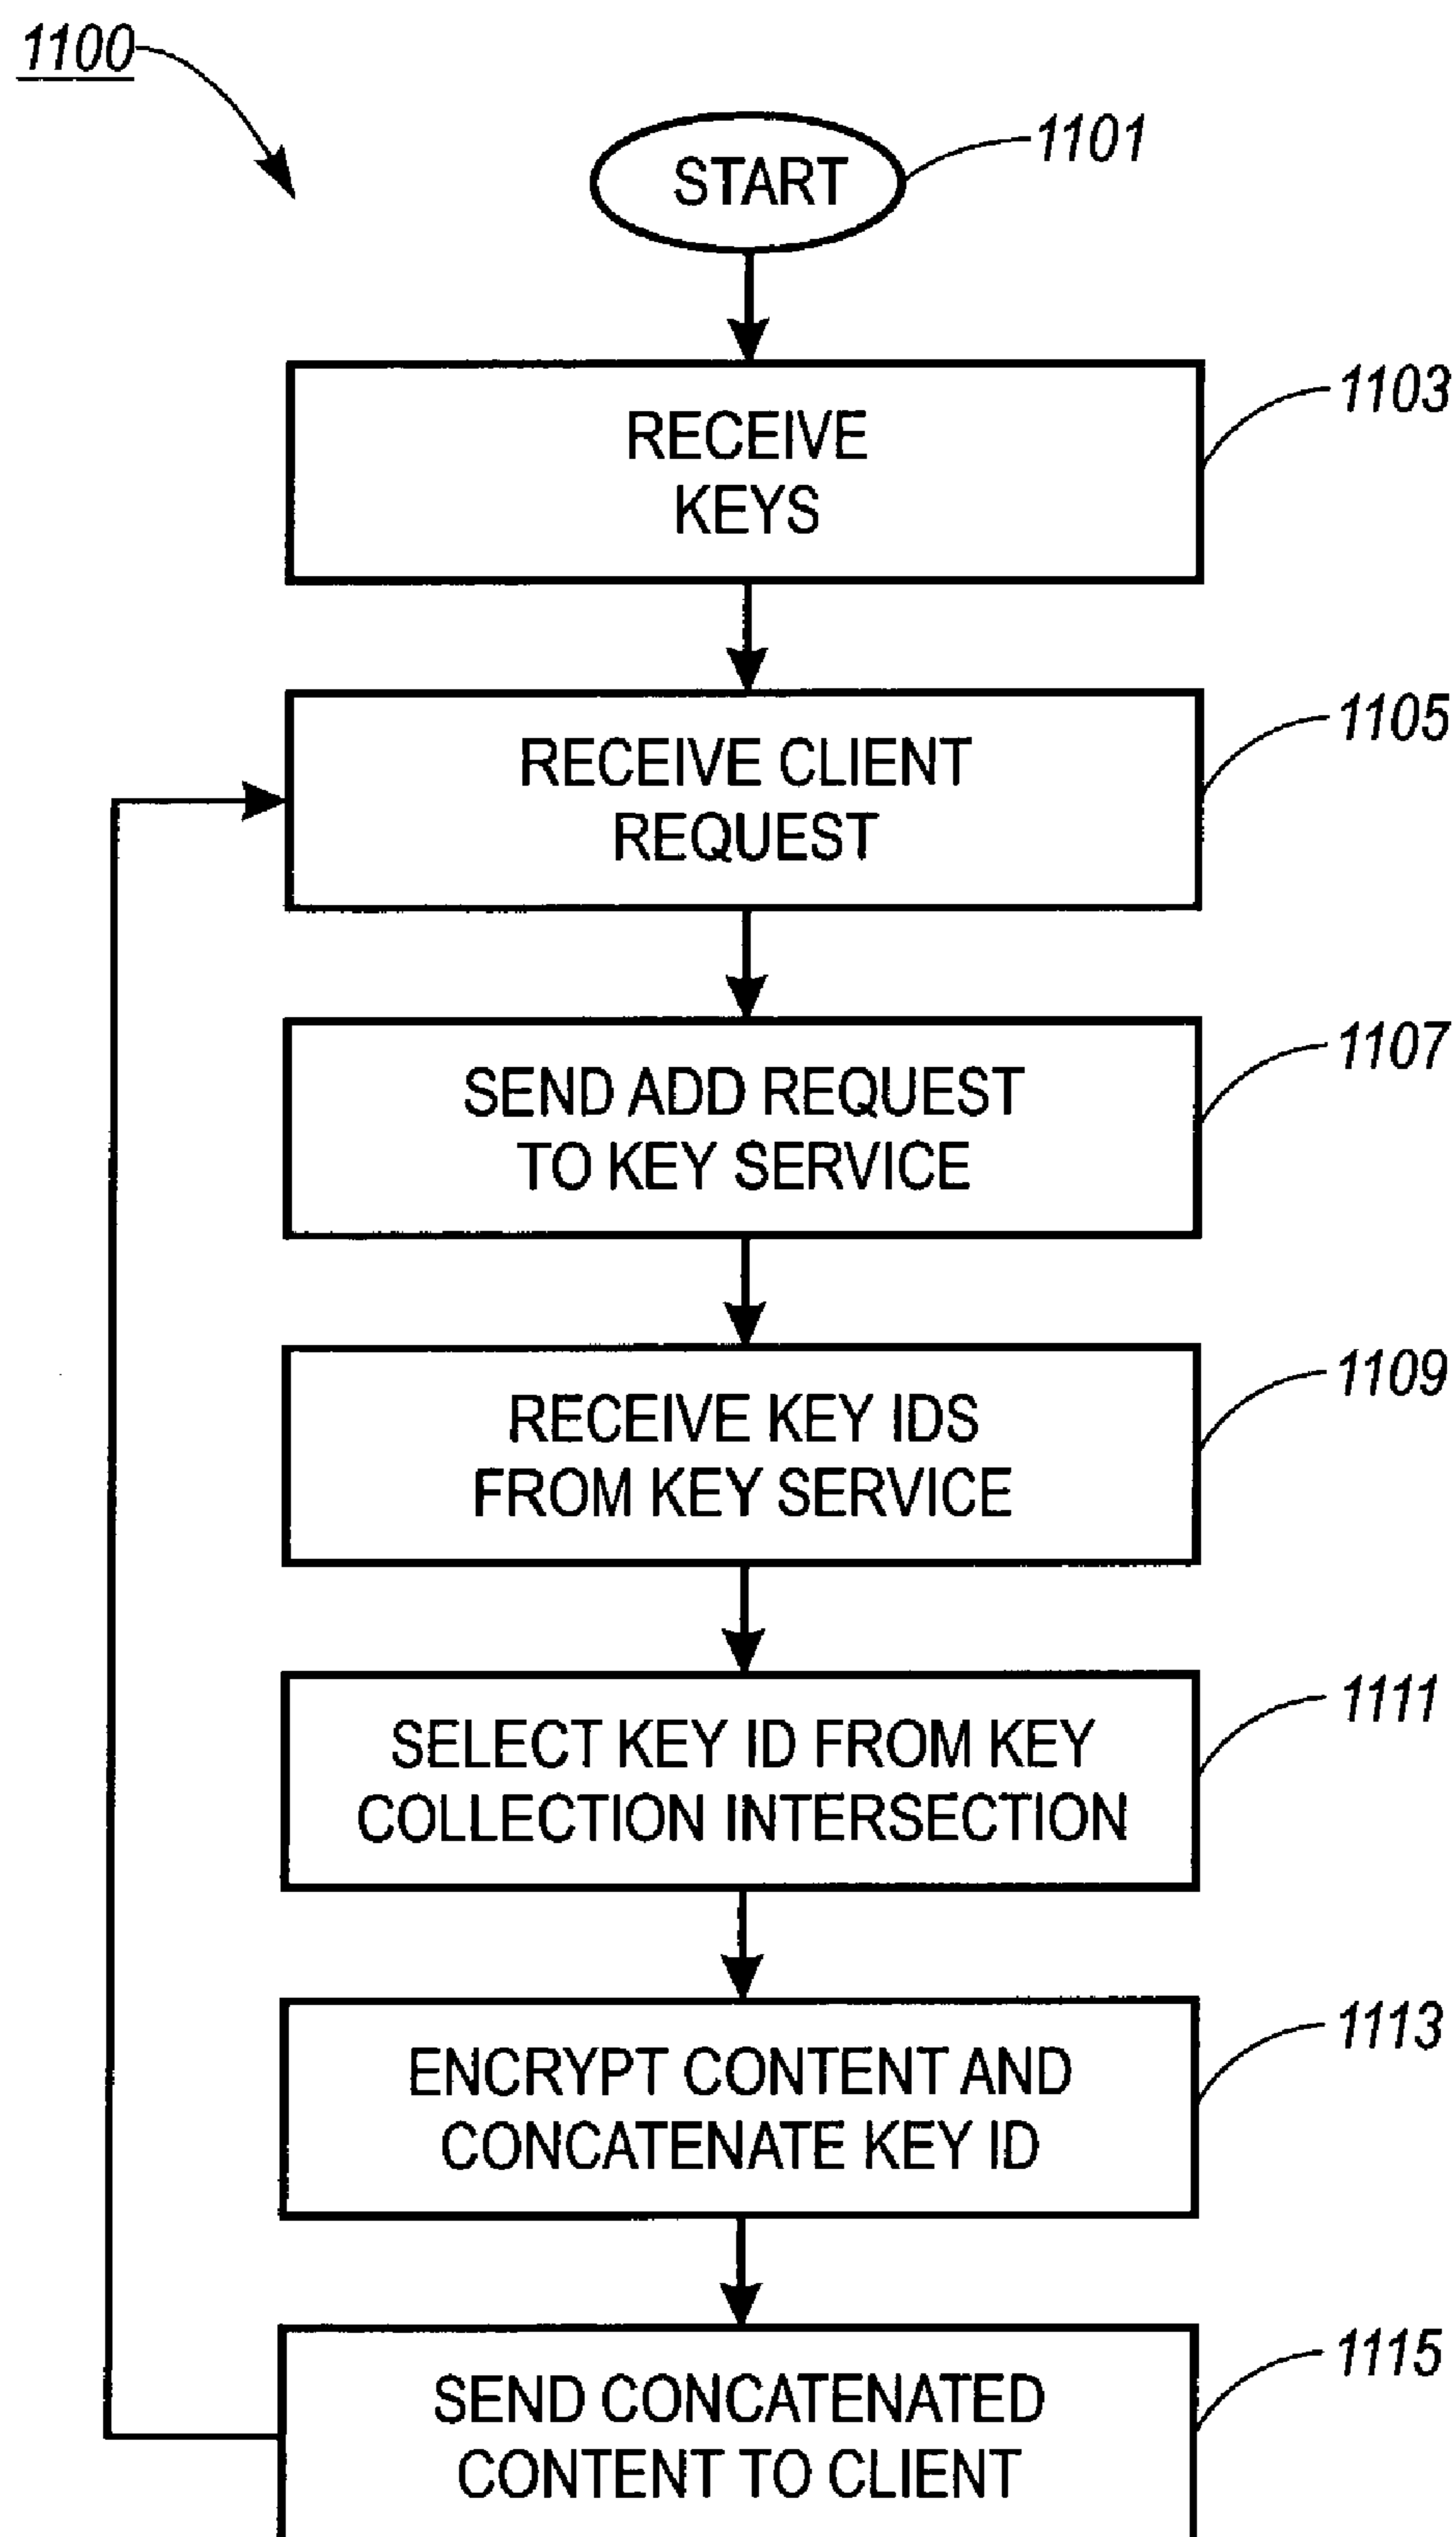 1100
START
1101
RECEIVE
KEYS
1103
RECEIVE CLIENT
REQUEST
1105
SEND ADD REQUEST
TO KEY SERVICE
1107
RECEIVE KEY IDS
FROM KEY SERVICE
1109
SELECT KEY ID FROM KEY
COLLECTION INTERSECTION
1111
ENCRYPT CONTENT AND
CONCATENATE KEY ID
1113
SEND CONCATENATED
CONTENT TO CLIENT
1115